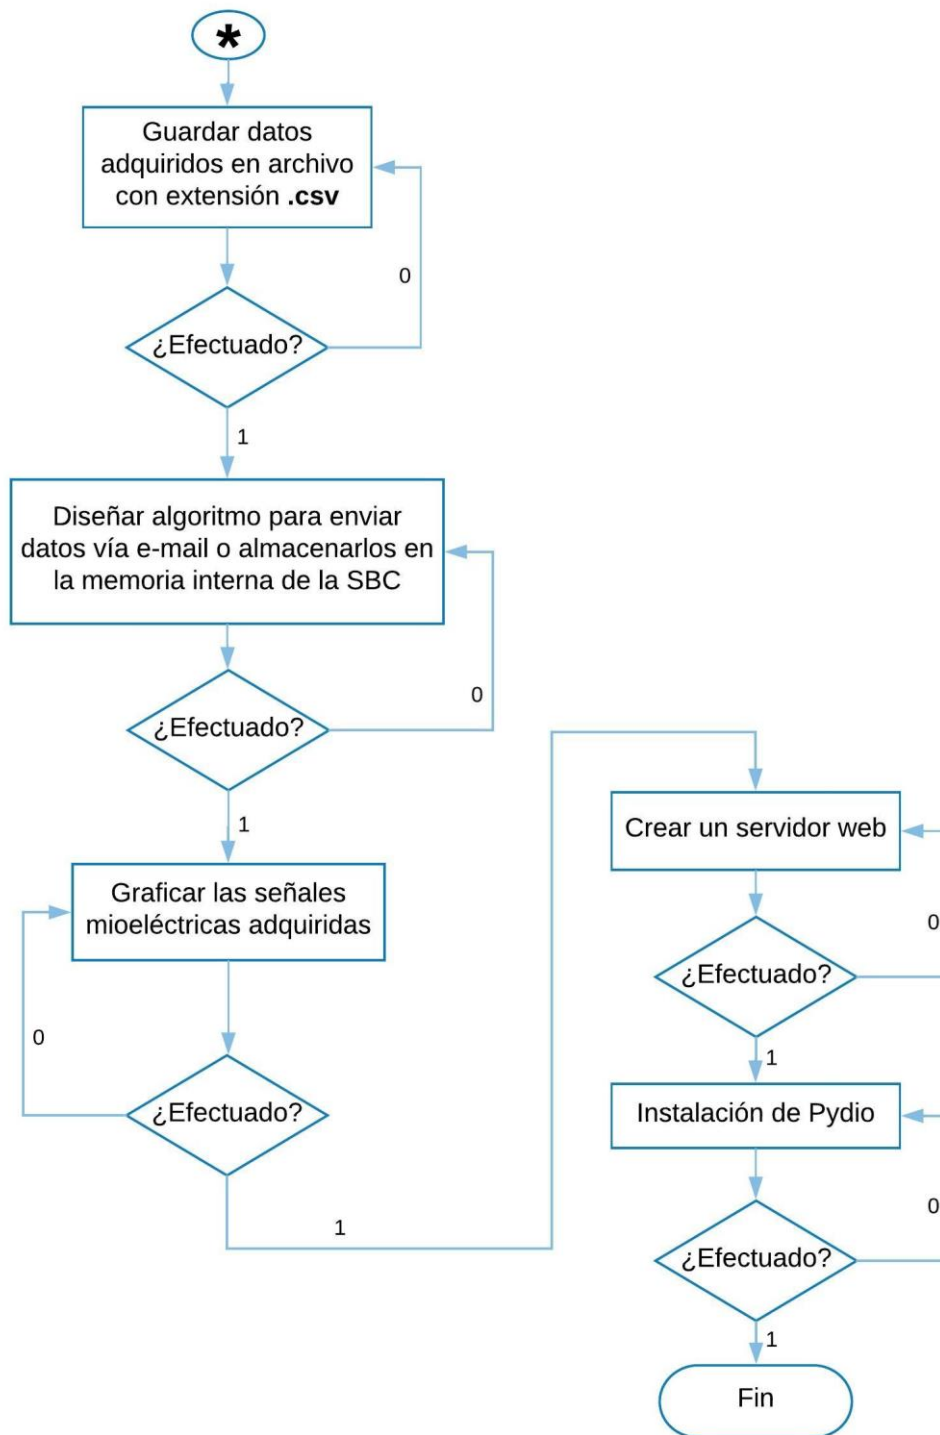 *
Guardar datos
adquiridos en archivo
con extensión .csv
0
¿Efectuado?
1
Diseñar algoritmo para enviar
datos vía e-mail o almacenarlos en
la memoria interna de la SBC
0
¿Efectuado?
1
Graficar las señales
mioeléctricas adquiridas
0
¿Efectuado?
1
Crear un servidor web
0
¿Efectuado?
1
Instalación de Pydio
0
¿Efectuado?
1
Fin